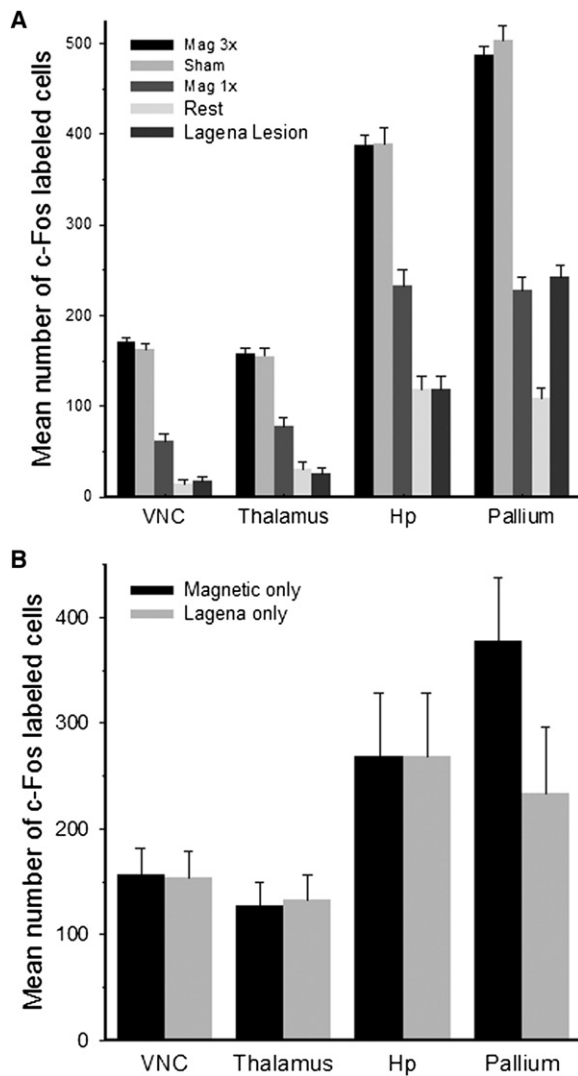 A
Mean number of c-Fos labeled cells
500
400
300
200
100
0
Mag 3x
Sham
Mag 1x
Rest
Lagena Lesion
VNC Thalamus Hp Pallium
B
Mean number of c-Fos labeled cells
400
300
200
100
0
Magnetic only
Lagena only
VNC Thalamus Hp Pallium